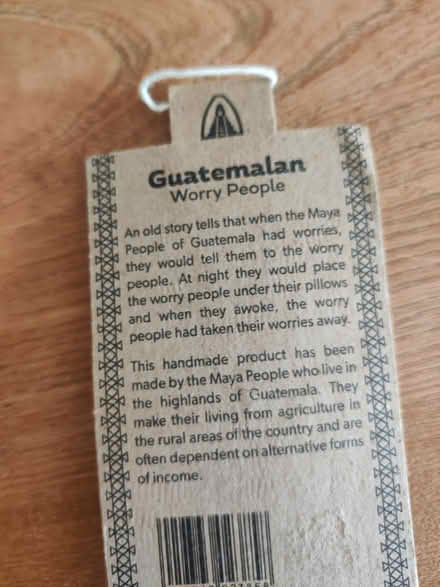 Guatemalan
Worry People
An old story tells that when the Maya
People of Guatemala had worries,
they would tell them to the worry
people. At night they would place
the worry people under their pillows
and when they awoke, the worry
people had taken their worries away.
This handmade product has been
made by the Maya People who live in
the highlands of Guatemala. They
make their living from agriculture in
the rural areas of the country and are
often dependent on alternative forms
of income.